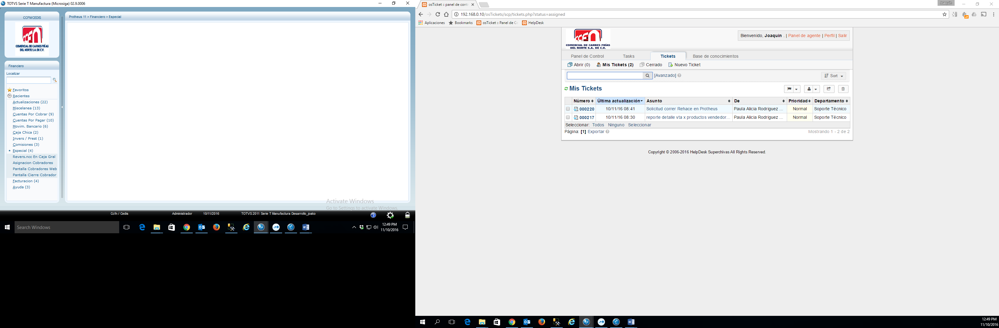 TOTVS Serie T Manufactura (Microsiga) 02.9.0006
CCFN/CEDIS
ccfn
COMERCIAL DE CARNES FRÍAS
DEL NORTE S.A DE C.V.
Financiero
Localizar
Favoritos
Recientes
Actualizaciones (22)
Miscelanea (13)
Cuentas Por Cobrar (9)
Cuentas Por Pagar (10)
Movim. Bancario (6)
Caja Chica (2)
Invers / Prest (1)
Comisiones (3)
Especial (4)
Revers.ncc En Caja Gral
Asignacion Cobradores
Pantalla Cobradores Web
Pantalla Cierre Cobrador
Facturacion (4)
Ayuda (3)
Protheus 11 > Financiero > Especial
Activate Windows
Go to Settings to activate Windows.
Ccfn / Cedis Administrador 10/11/2016 TOTVS 2011 Serie T Manufactura Desarrollo_joako
Search Windows
12:49 PM
11/10/2016
osTicket :: panel de cont
Joaquin
192.168.0.10/osTickets/scp/tickets.php?status=assigned
Aplicaciones Bookmarks osTicket :: Panel de C HelpDesk
ccfn
COMERCIAL DE CARNES FRÍAS
DEL NORTE S.A. DE C.V.
Bienvenido, Joaquin . | Panel de agente | Perfil | Salir
Panel de Control Tasks Tickets Base de conocimientos
Abrir (0) Mis Tickets (2) Cerrado Nuevo Ticket
[Avanzado] Sort
Mis Tickets
Número Última actualización Asunto De Prioridad Departamento
000220 10/11/16 08:41 Solicitud correr Rehace en Protheus Paula Alicia Rodriguez ... Normal Soporte Técnico
000217 10/11/16 08:30 reporte detalle vta x productos vendedor... Paula Alicia Rodriguez ... Normal Soporte Técnico
Seleccionar: Todos Ninguno Seleccionar
Página: [1] Exportar Mostrando 1 - 2 de 2
Copyright © 2006-2016 HelpDesk Superchivas All Rights Reserved.
12:49 PM
11/10/2016